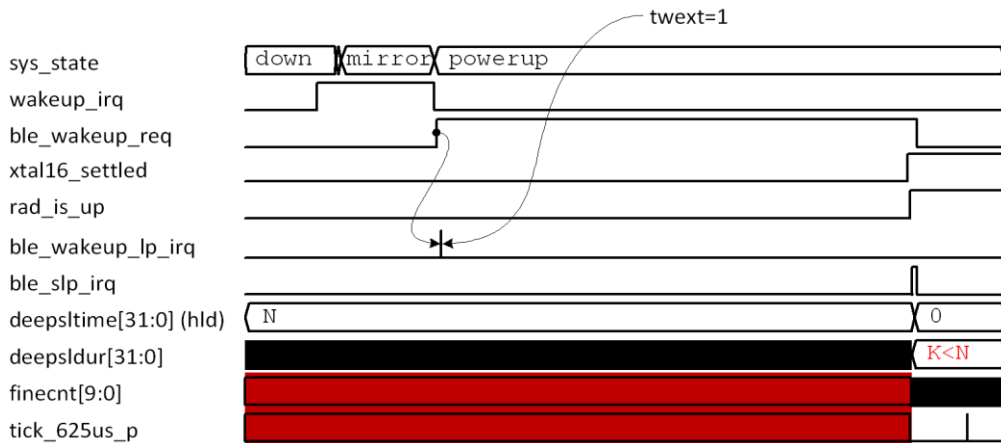 twext=1
sys_state down mirror powerup
wakeup_irq
ble_wakeup_req
xtal16_settled
rad_is_up
ble_wakeup_lp_irq
ble_slp_irq
deepsltime[31:0] (hld) N 0
deepsldur[31:0] K<N
finecnt[9:0]
tick_625us_p